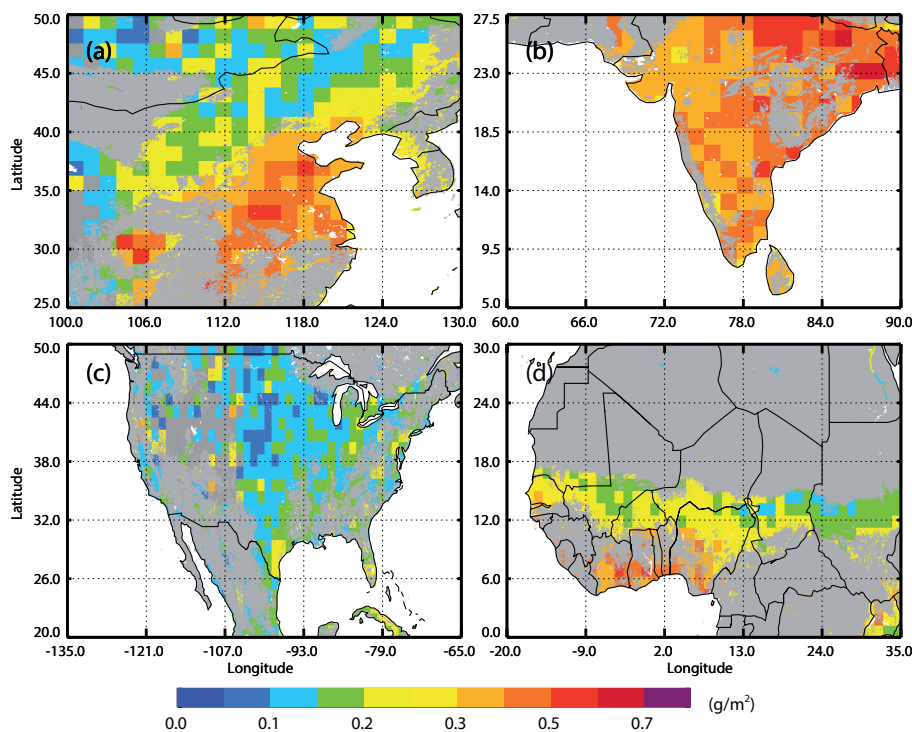 50.0
(a)
45.0
40.0
Latitude
35.0
30.0
25.0
100.0 106.0 112.0 118.0 124.0 130.0
27.5
(b)
23.0
18.5
14.0
9.5
5.0
60.0 66.0 72.0 78.0 84.0 90.0
50.0
(c)
44.0
38.0
Latitude
32.0
26.0
20.0
-135.0 -121.0 -107.0 -93.0 -79.0 -65.0
Longitude
30.0
(d)
24.0
18.0
12.0
6.0
0.0
-20.0 -9.0 2.0 13.0 24.0 35.0
Longitude
0.0 0.1 0.2 0.3 0.5 0.7 (g/m²)